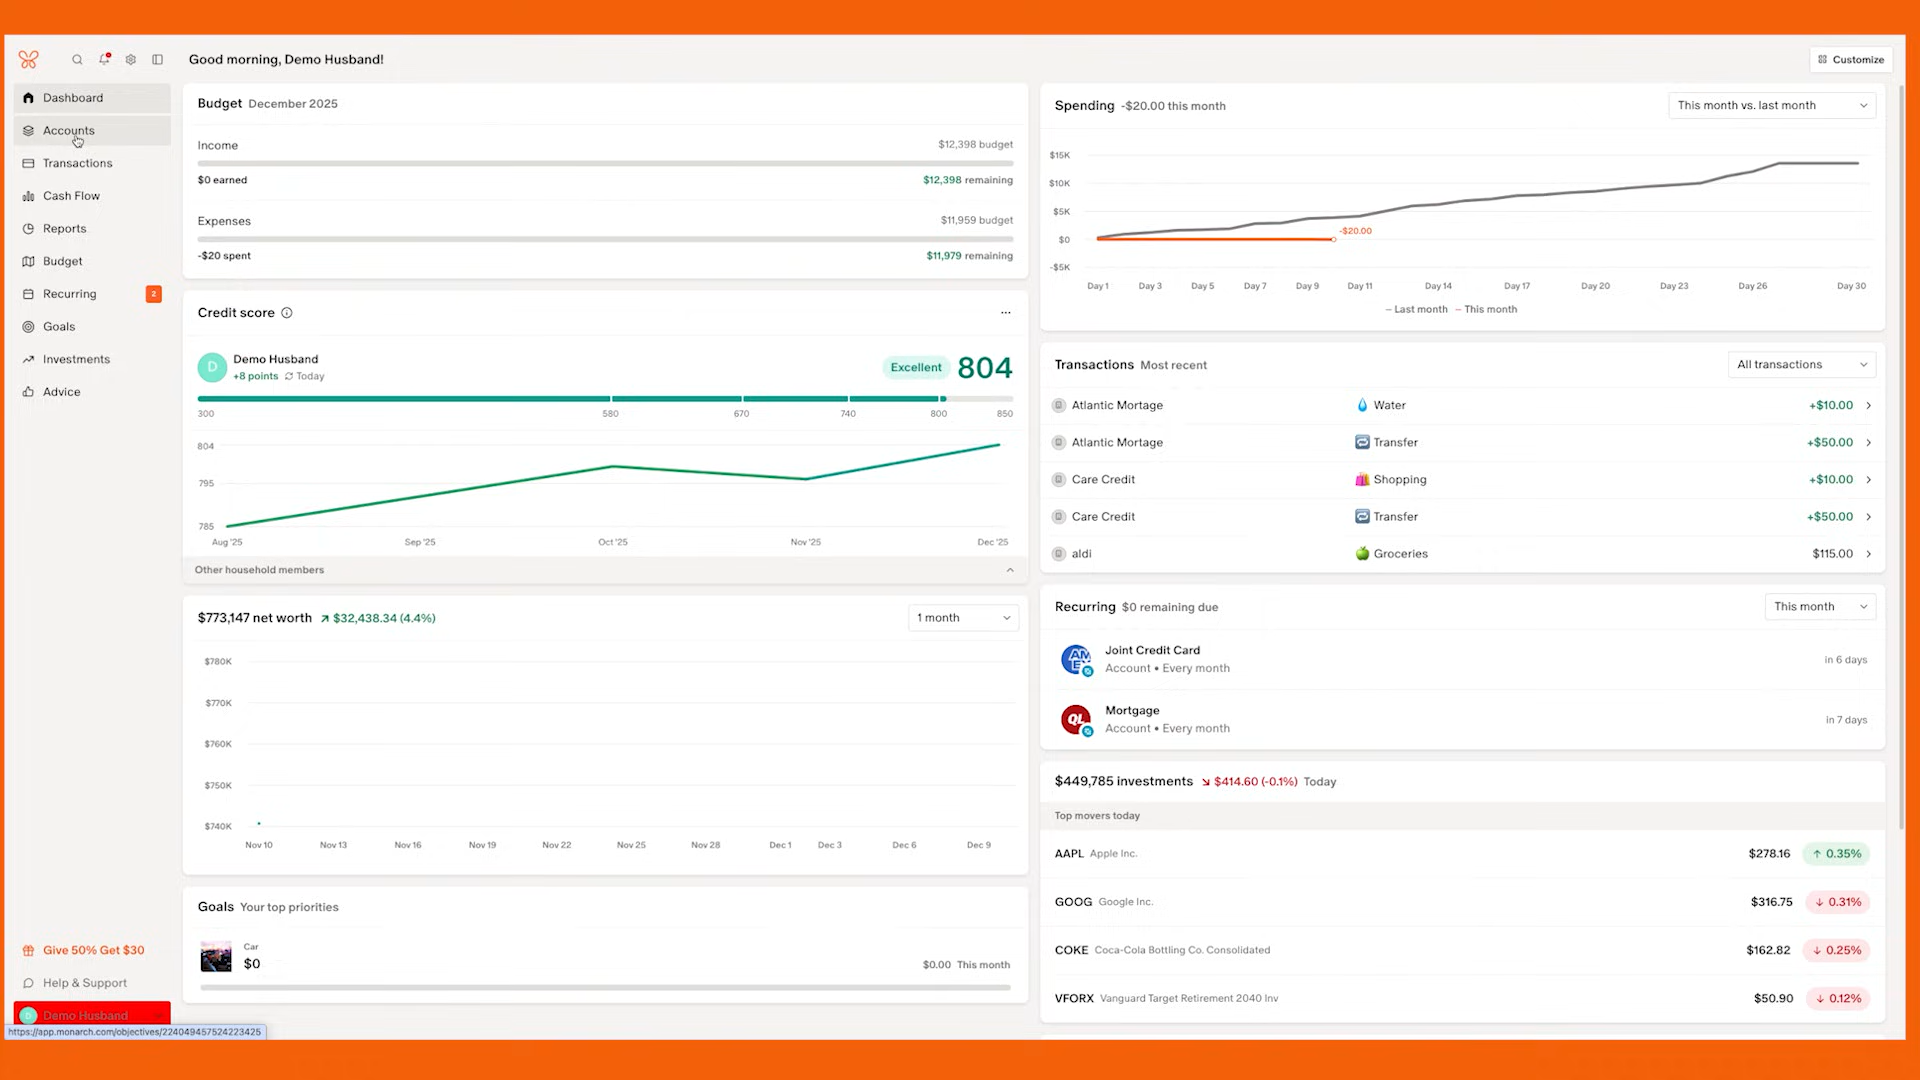 Good morning, Demo Husband!
Customize
Dashboard
Accounts
Transactions
Cash Flow
Reports
Budget
Recurring 2
Goals
Investments
Advice
Give 50% Get $30
Help & Support
Demo Husband
https://app.monarch.com/objectives/224049457524223425
Budget December 2025
Income $12,398 budget
$0 earned $12,398 remaining
Expenses $11,959 budget
-$20 spent $11,979 remaining
Credit score
D Demo Husband Excellent 804
+8 points Today
300 580 670 740 800 850
804
795
785
Aug '25 Sep '25 Oct '25 Nov '25 Dec '25
Other household members
$773,147 net worth $32,438.34 (4.4%) 1 month
$780K
$770K
$760K
$750K
$740K
Nov 10 Nov 13 Nov 16 Nov 19 Nov 22 Nov 25 Nov 28 Dec 1 Dec 3 Dec 6 Dec 9
Goals Your top priorities
Car
$0 $0.00 This month
Spending -$20.00 this month This month vs. last month
$15K
$10K
$5K
-$20.00
$0
-$5K
Day 1 Day 3 Day 5 Day 7 Day 9 Day 11 Day 14 Day 17 Day 20 Day 23 Day 26 Day 30
Last month This month
Transactions Most recent All transactions
Atlantic Mortage Water +$10.00
Atlantic Mortage Transfer +$50.00
Care Credit Shopping +$10.00
Care Credit Transfer +$50.00
aldi Groceries $115.00
Recurring $0 remaining due This month
Joint Credit Card
Account • Every month in 6 days
Mortgage
Account • Every month in 7 days
$449,785 investments $414.60 (-0.1%) Today
Top movers today
AAPL Apple Inc. $278.16 0.35%
GOOG Google Inc. $316.75 0.31%
COKE Coca-Cola Bottling Co. Consolidated $162.82 0.25%
VFORX Vanguard Target Retirement 2040 Inv $50.90 0.12%